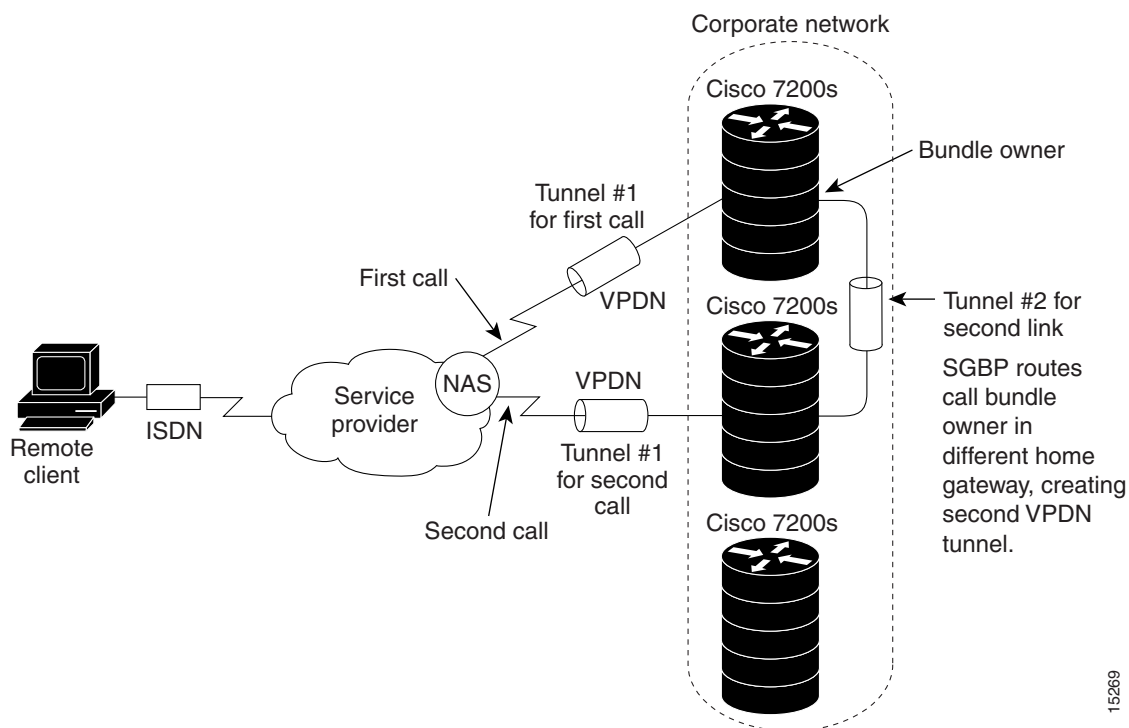 Corporate network
Cisco 7200s
Bundle owner
Tunnel #1
for first call
First call
VPDN
Cisco 7200s
Tunnel #2 for
second link
SGBP routes
call bundle
owner in
different home
gateway, creating
second VPDN
tunnel.
NAS
VPDN
Service
provider
ISDN
Remote
client
Tunnel #1
for second
call
Second call
Cisco 7200s
15269